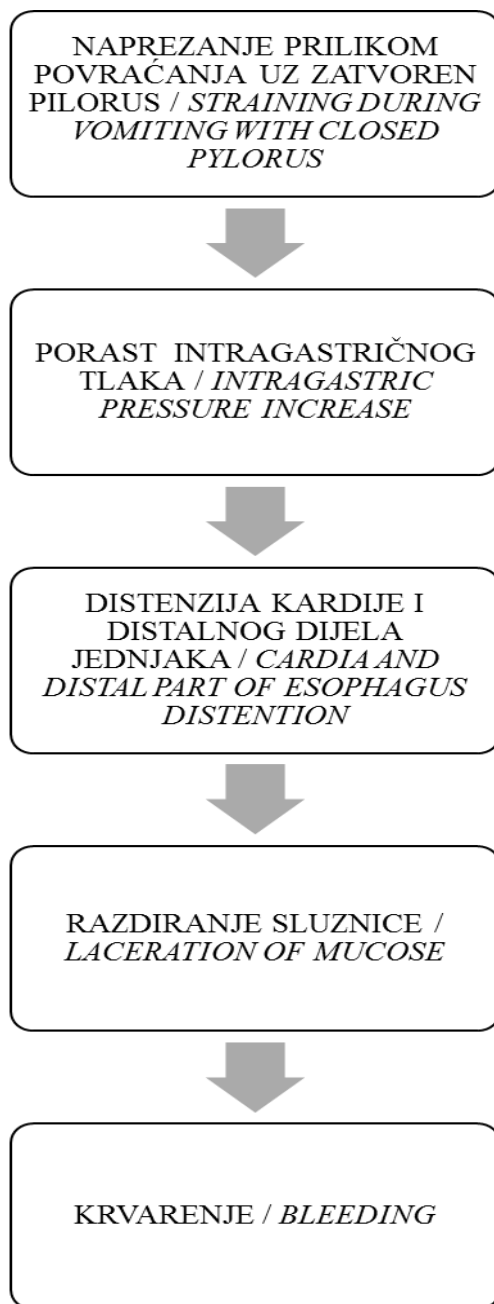 NAPREZANJE PRILIKOM
POVRAĆANJA UZ ZATVOREN
PILORUS / STRAINING DURING
VOMITING WITH CLOSED
PYLORUS
PORAST INTRAGASTRIČNOG
TLAKA / INTRAGASTRIC
PRESSURE INCREASE
DISTENZIJA KARDIJE I
DISTALNOG DIJELA
JEDNJAKA / CARDIA AND
DISTAL PART OF ESOPHAGUS
DISTENTION
RAZDIRANJE SLUZNICE /
LACERATION OF MUCOSE
KRVARENJE / BLEEDING